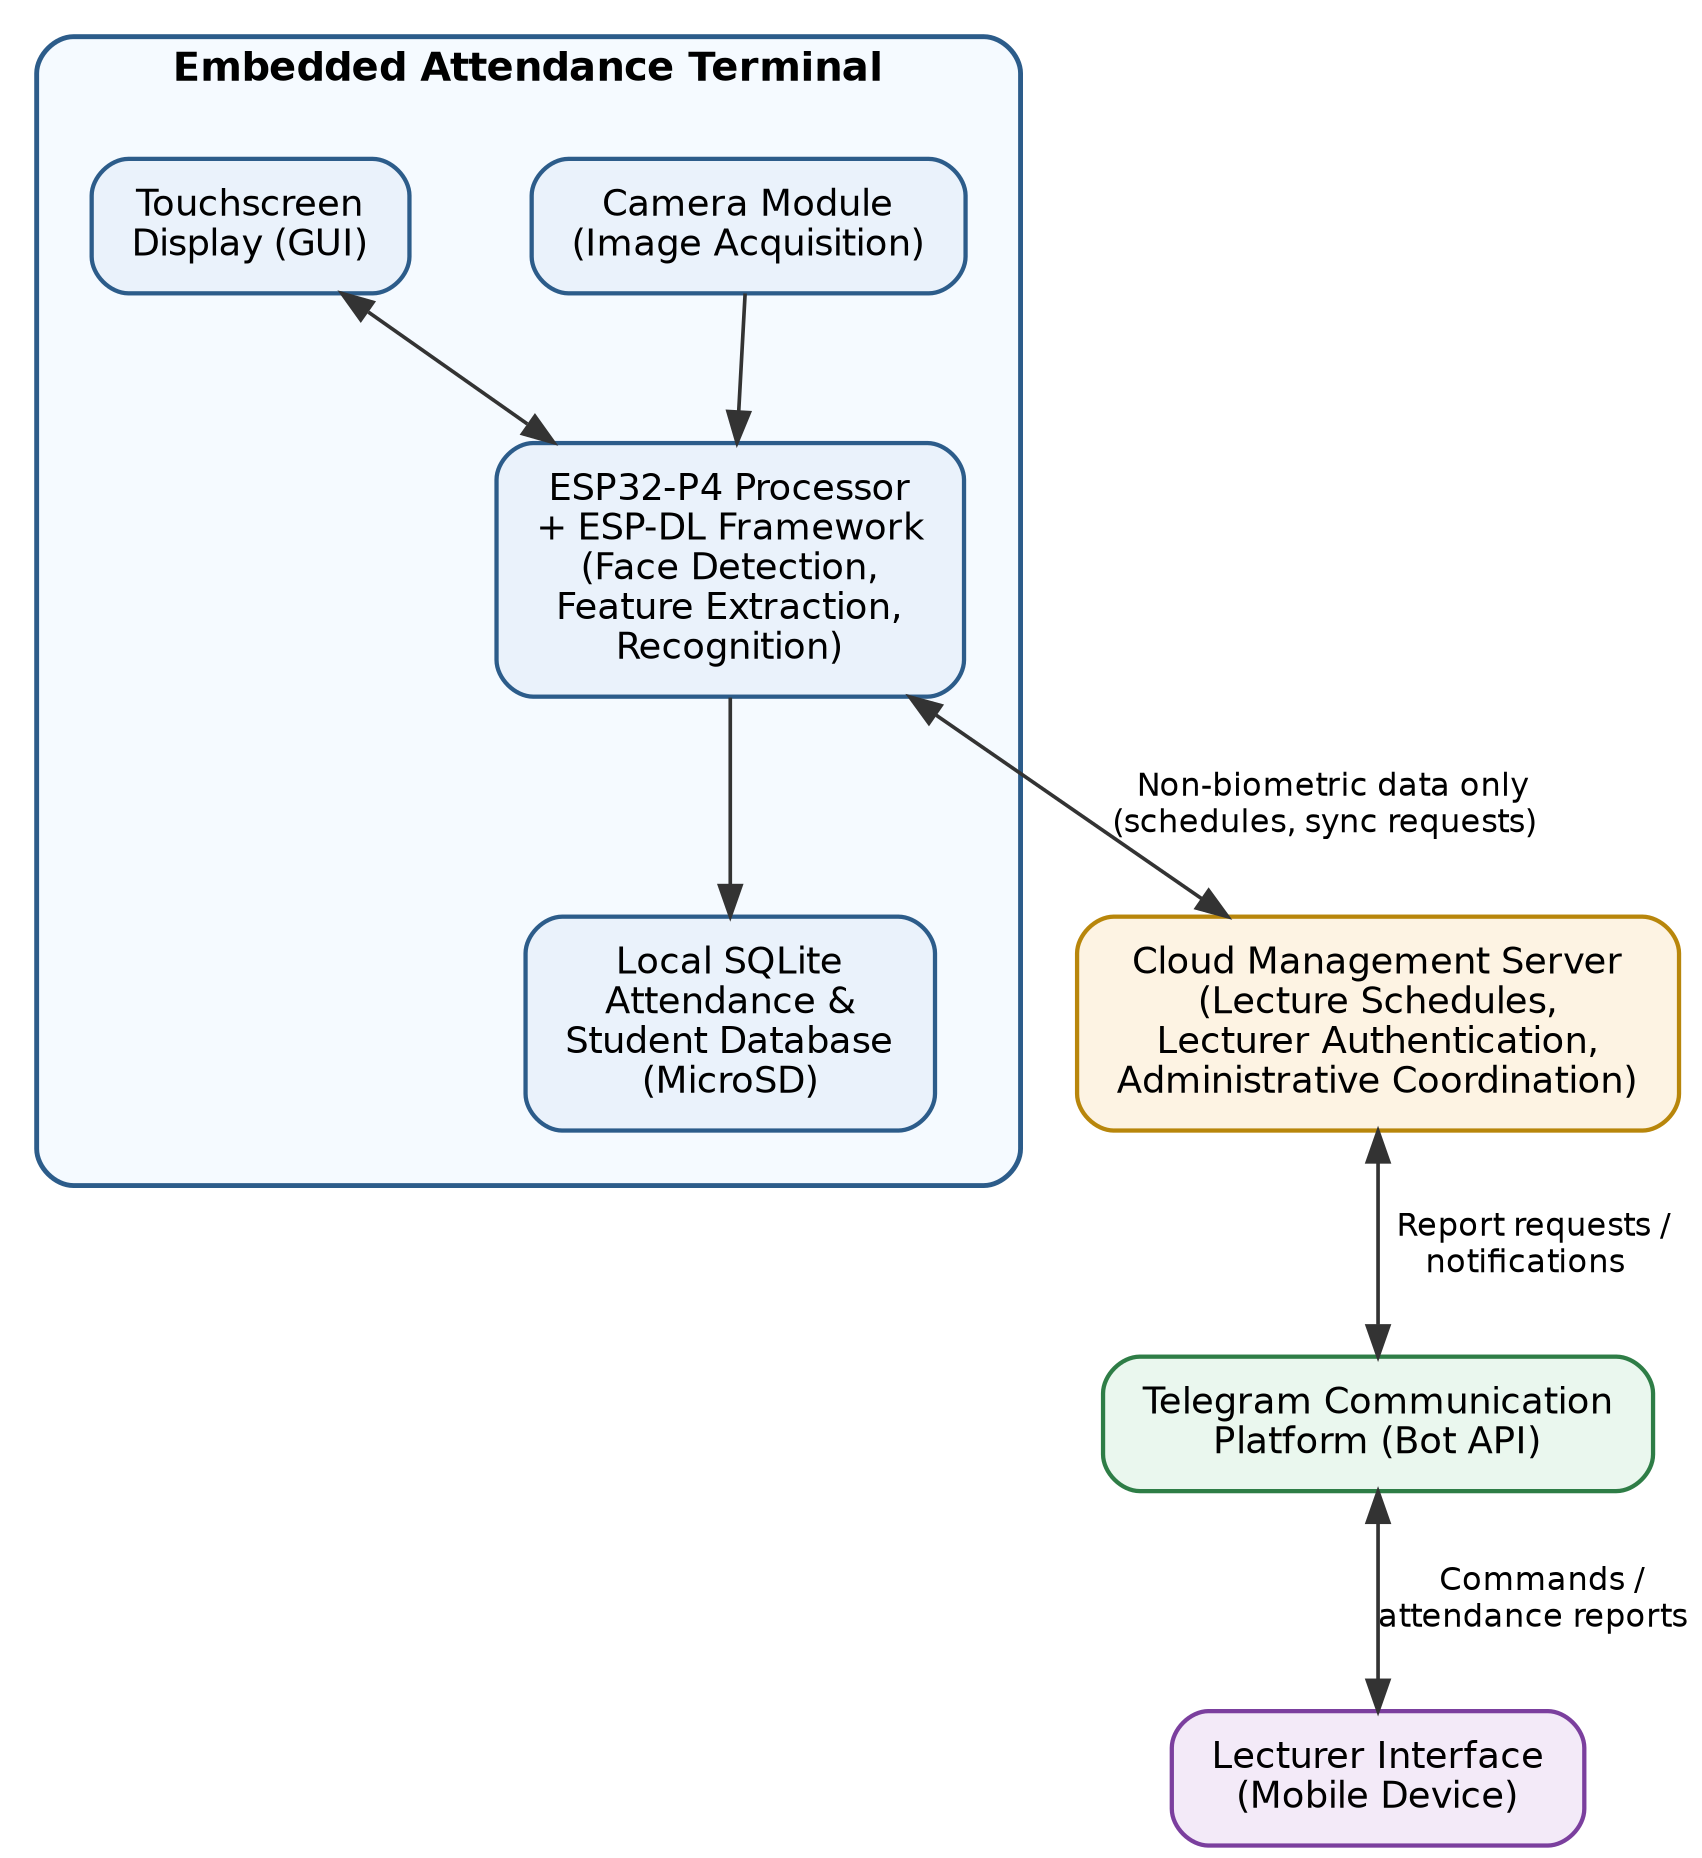 Embedded Attendance Terminal
Touchscreen
Display (GUI)
Camera Module
(Image Acquisition)
ESP32-P4 Processor
+ ESP-DL Framework
(Face Detection,
Feature Extraction,
Recognition)
Non-biometric data only
(schedules, sync requests)
Local SQLite
Attendance &
Student Database
(MicroSD)
Cloud Management Server
(Lecture Schedules,
Lecturer Authentication,
Administrative Coordination)
Report requests /
notifications
Telegram Communication
Platform (Bot API)
Commands /
attendance reports
Lecturer Interface
(Mobile Device)